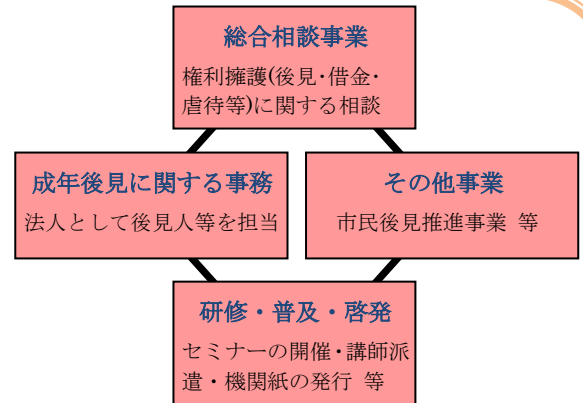 総合相談事業
権利擁護(後見・借金・
虐待等)に関する相談
成年後見に関する事務
法人として後見人等を担当
その他事業
市民後見推進事業 等
研修・普及・啓発
セミナーの開催・講師派
遣・機関紙の発行 等